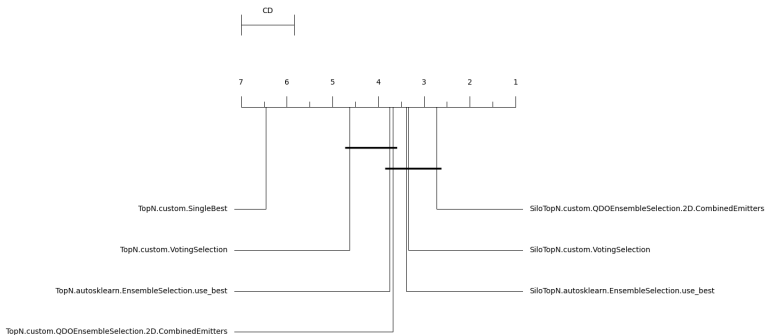 CD
7 6 5 4 3 2 1
TopN.custom.SingleBest
SiloTopN.custom.QDOEnsembleSelection.2D.CombinedEmitters
TopN.custom.VotingSelection
SiloTopN.custom.VotingSelection
TopN.autosklearn.EnsembleSelection.use_best
SiloTopN.autosklearn.EnsembleSelection.use_best
TopN.custom.QDOEnsembleSelection.2D.CombinedEmitters